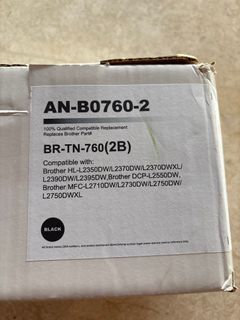 AN-B0760-2
100% Qualified Compatible Replacement
Replaces Brother Part#
BR-TN-760(2B)
Compatible with:
Brother HL-L2350DW/L2370DW/L2370DWXL/
L2390DW/L2395DW,Brother DCP-L2550DW,
Brother MFC-L2710DW/L2730DW/L2750DW/
L2750DWXL
BLACK